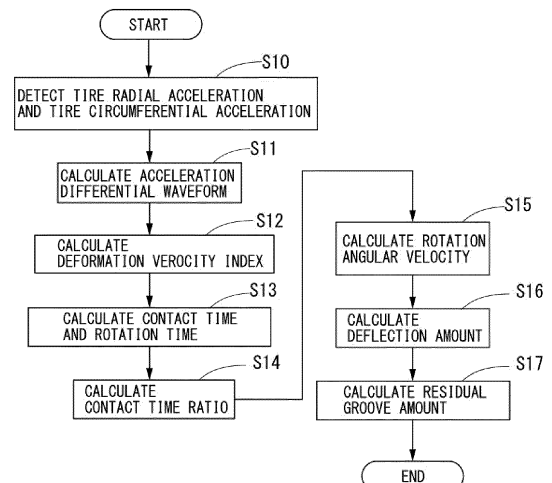 START
S10
DETECT TIRE RADIAL ACCELERATION
AND TIRE CIRCUMFERENTIAL ACCELERATION
S11
CALCULATE ACCELERATION
DIFFERENTIAL WAVEFORM
S12
CALCULATE
DEFORMATION VEROCITY INDEX
S13
CALCULATE CONTACT TIME
AND ROTATION TIME
S14
CALCULATE
CONTACT TIME RATIO
S15
CALCULATE ROTATION
ANGULAR VELOCITY
S16
CALCULATE
DEFLECTION AMOUNT
S17
CALCULATE RESIDUAL
GROOVE AMOUNT
END